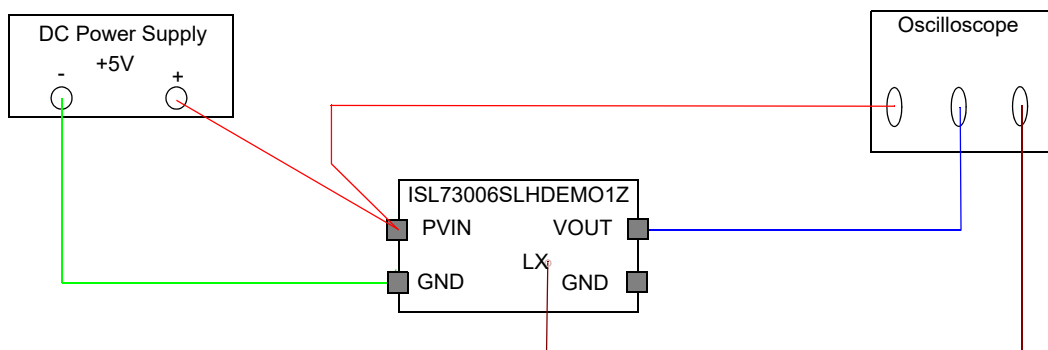 DC Power Supply
+5V
- +
Oscilloscope
ISL73006SLHDEMO1Z
PVIN VOUT
LX
GND GND